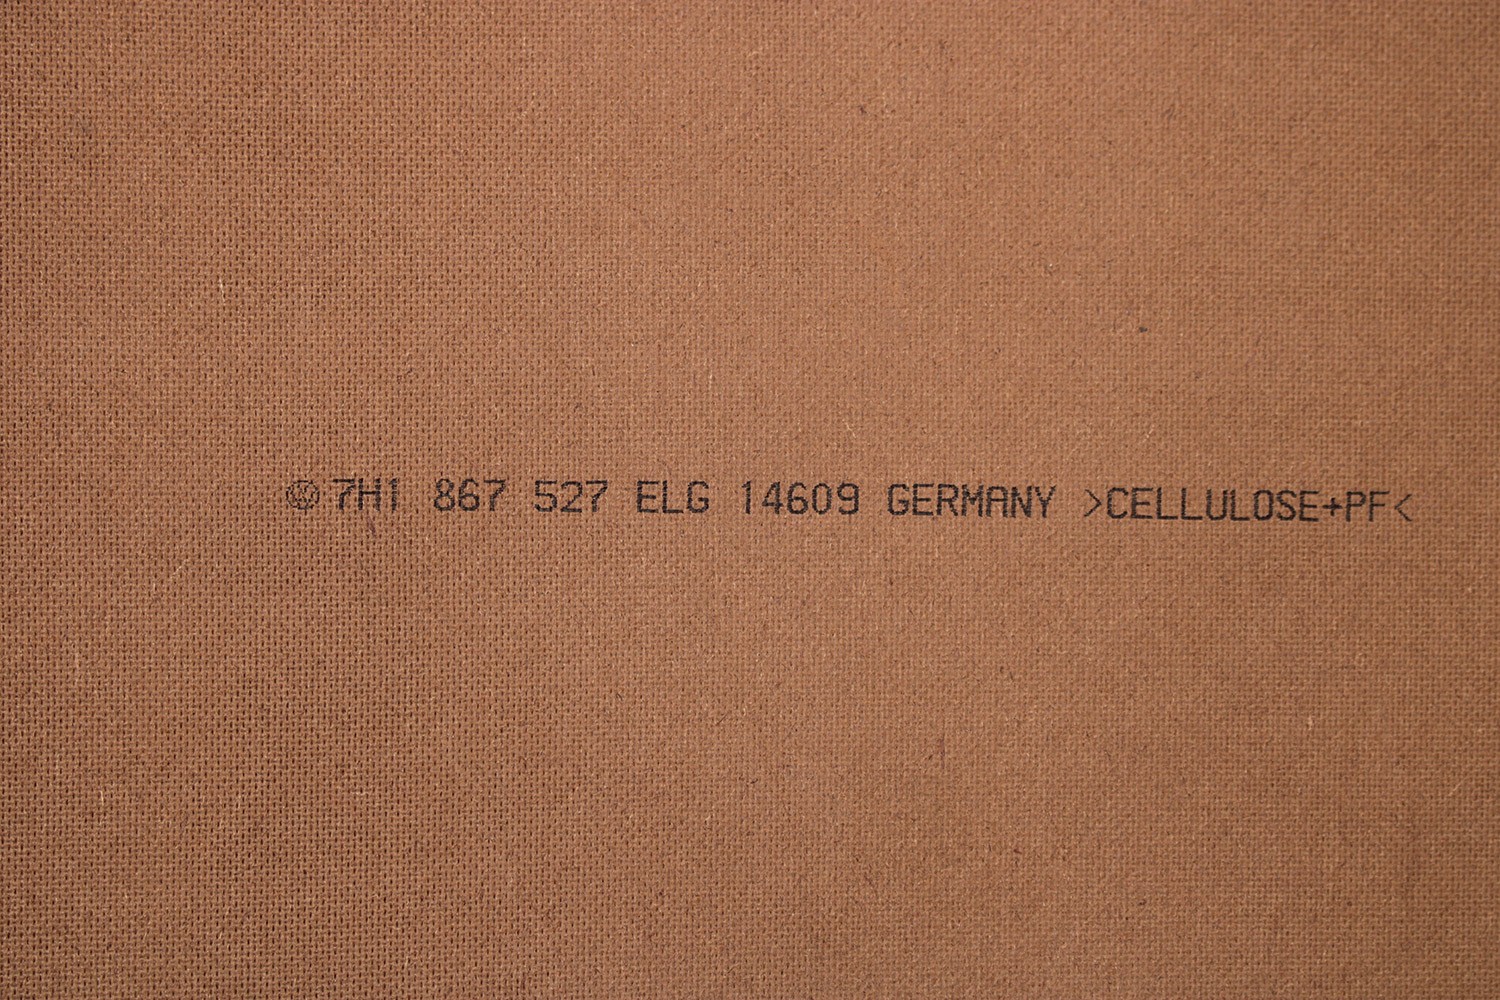 7H1 867 527 ELG 14609 GERMANY >CELLULOSE+PF<